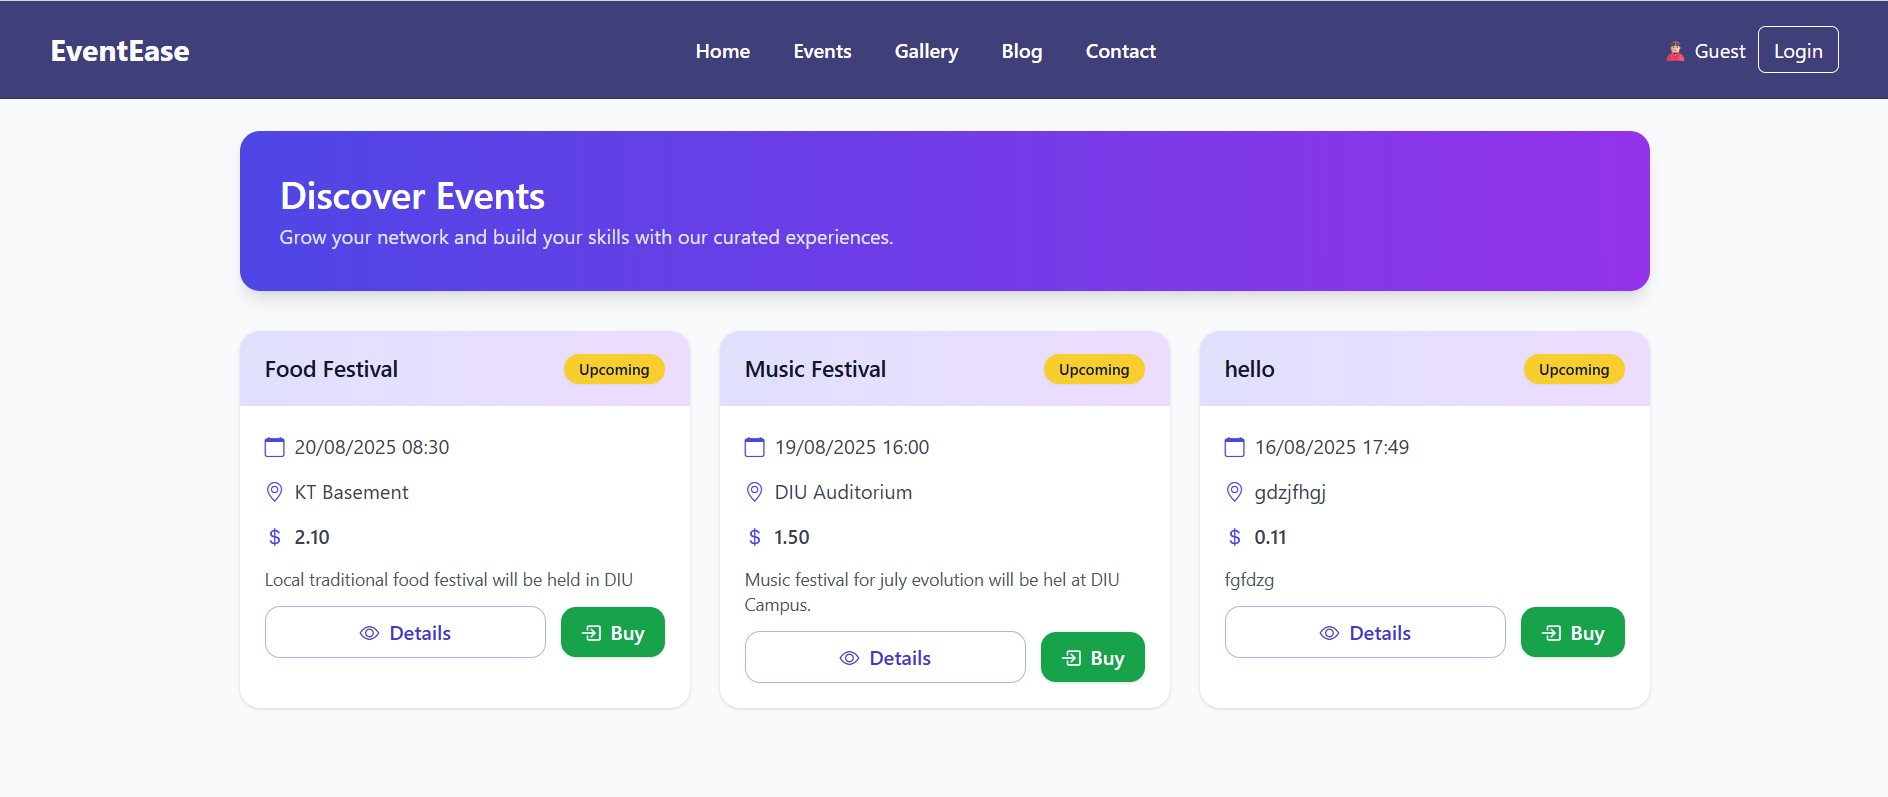 EventEase
Home Events Gallery Blog Contact
Guest Login
Discover Events
Grow your network and build your skills with our curated experiences.
Food Festival
Upcoming
20/08/2025 08:30
KT Basement
$ 2.10
Local traditional food festival will be held in DIU
Details
Buy
Music Festival
Upcoming
19/08/2025 16:00
DIU Auditorium
$ 1.50
Music festival for july evolution will be hel at DIU
Campus.
Details
Buy
hello
Upcoming
16/08/2025 17:49
gdzjfhgj
$ 0.11
fgfdzg
Details
Buy